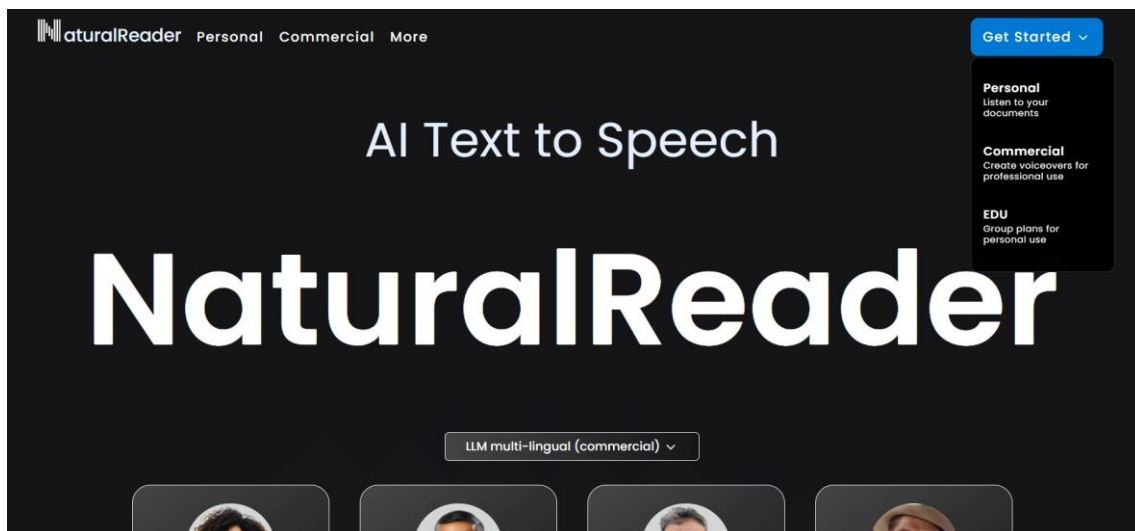 NaturalReader Personal Commercial More Get Started
Personal
Listen to your
documents
Commercial
Create voiceovers for
professional use
EDU
Group plans for
personal use
AI Text to Speech
NaturalReader
LLM multi-lingual (commercial)